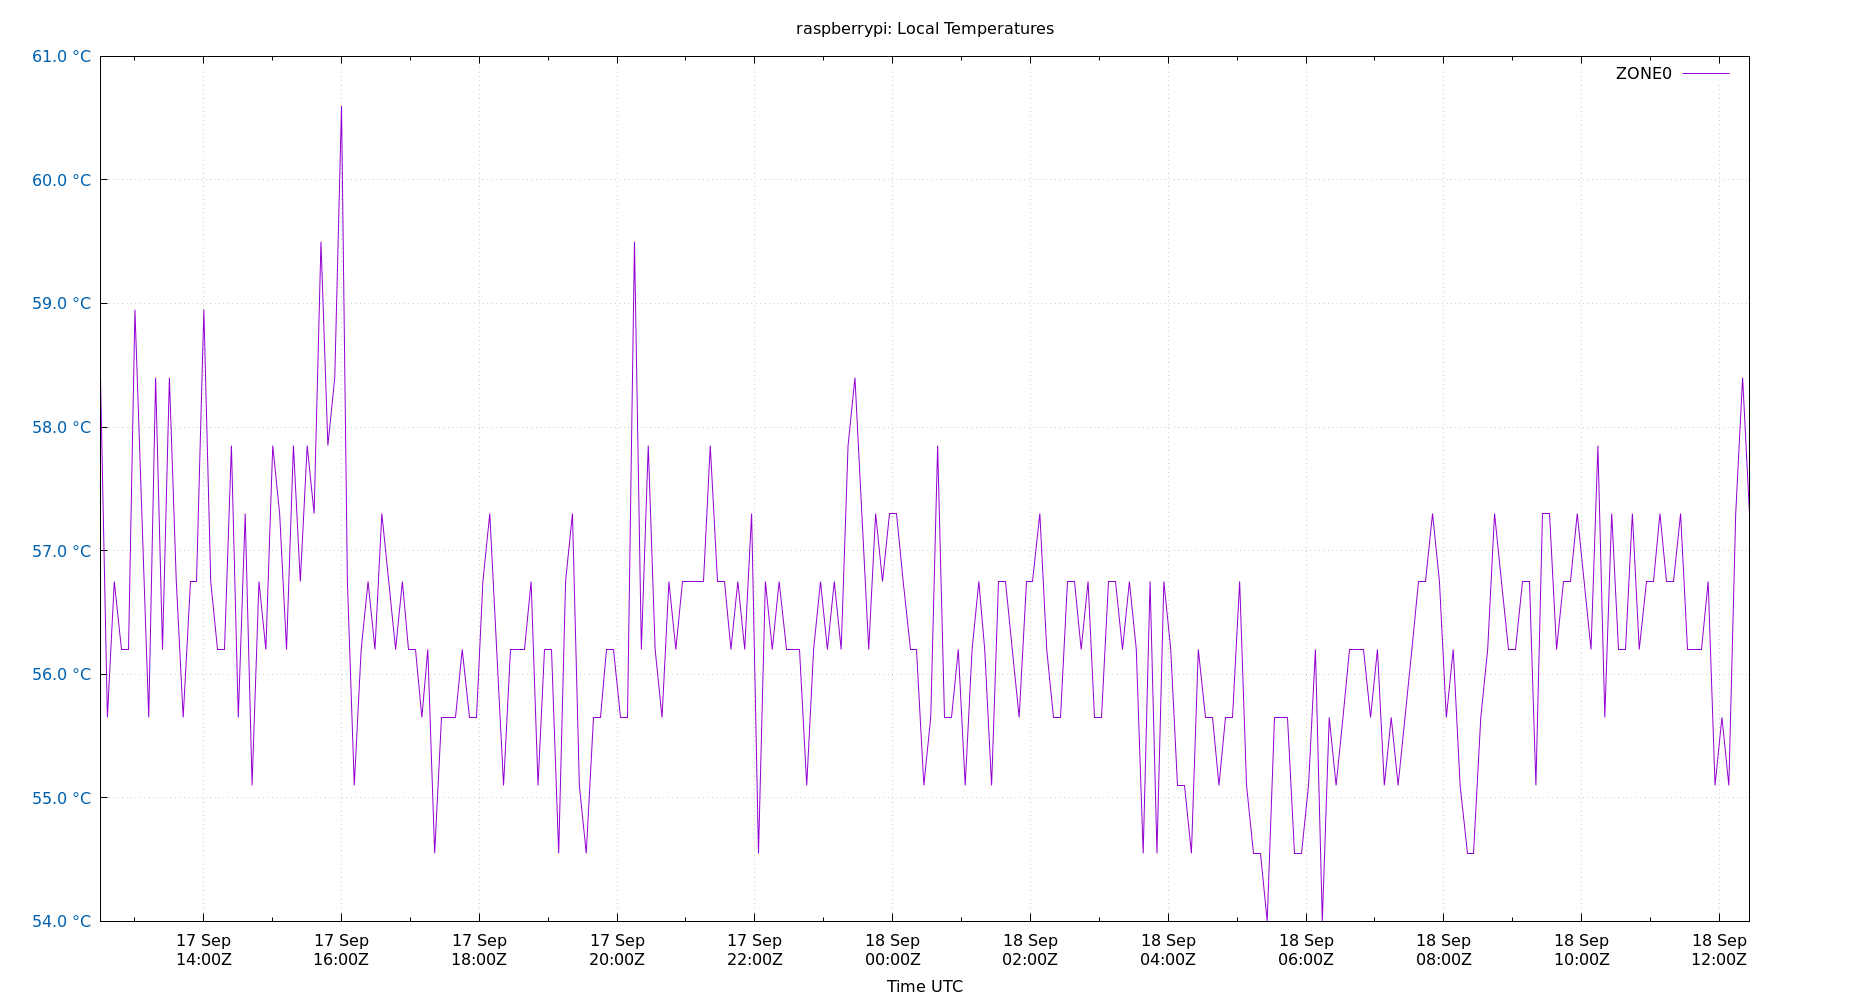 raspberrypi: Local Temperatures
61.0 °C
60.0 °C
59.0 °C
58.0 °C
57.0 °C
56.0 °C
55.0 °C
54.0 °C
ZONE0
17 Sep
14:00Z
17 Sep
16:00Z
17 Sep
18:00Z
17 Sep
20:00Z
17 Sep
22:00Z
18 Sep
00:00Z
18 Sep
02:00Z
18 Sep
04:00Z
18 Sep
06:00Z
18 Sep
08:00Z
18 Sep
10:00Z
18 Sep
12:00Z
Time UTC